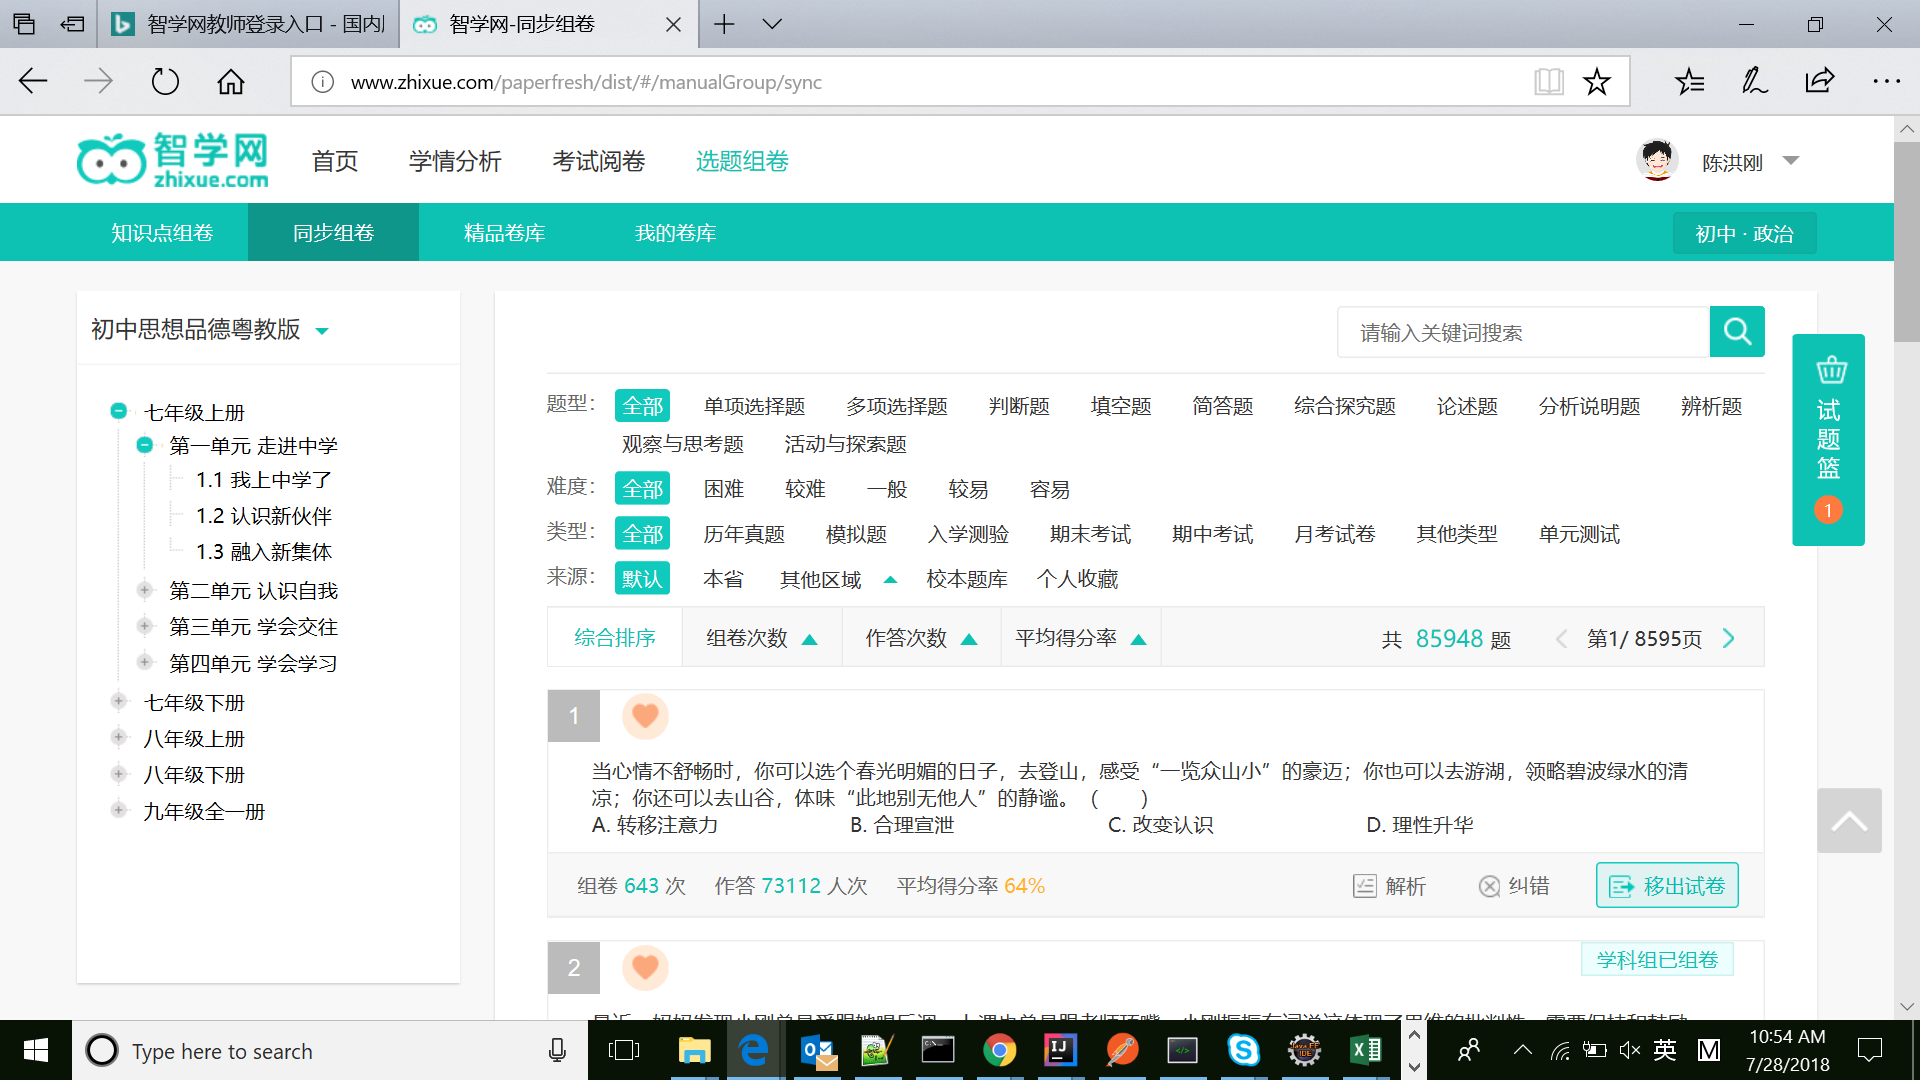 智学网教师登录入口 - 国内
智学网-同步组卷
www.zhixue.com/paperfresh/dist/#/manualGroup/sync
智学网
zhixue.com
首页 学情分析 考试阅卷 选题组卷
陈洪刚
知识点组卷 同步组卷 精品卷库 我的卷库
初中 · 政治
初中思想品德粤教版
七年级上册
第一单元 走进中学
1.1 我上中学了
1.2 认识新伙伴
1.3 融入新集体
第二单元 认识自我
第三单元 学会交往
第四单元 学会学习
七年级下册
八年级上册
八年级下册
九年级全一册
请输入关键词搜索
题型： 全部 单项选择题 多项选择题 判断题 填空题 简答题 综合探究题 论述题 分析说明题 辨析题
观察与思考题 活动与探索题
难度： 全部 困难 较难 一般 较易 容易
类型： 全部 历年真题 模拟题 入学测验 期末考试 期中考试 月考试卷 其他类型 单元测试
来源： 默认 本省 其他区域 校本题库 个人收藏
综合排序 组卷次数 作答次数 平均得分率 共 85948 题 第1/ 8595页
试题篮
1
1
当心情不舒畅时，你可以选个春光明媚的日子，去登山，感受“一览众山小”的豪迈；你也可以去游湖，领略碧波绿水的清
凉；你还可以去山谷，体味“此地别无他人”的静谧。（　　）
A. 转移注意力 B. 合理宣泄 C. 改变认识 D. 理性升华
组卷 643 次 作答 73112 人次 平均得分率 64% 解析 纠错 移出试卷
2
学科组已组卷
Type here to search
英
M
10:54 AM
7/28/2018